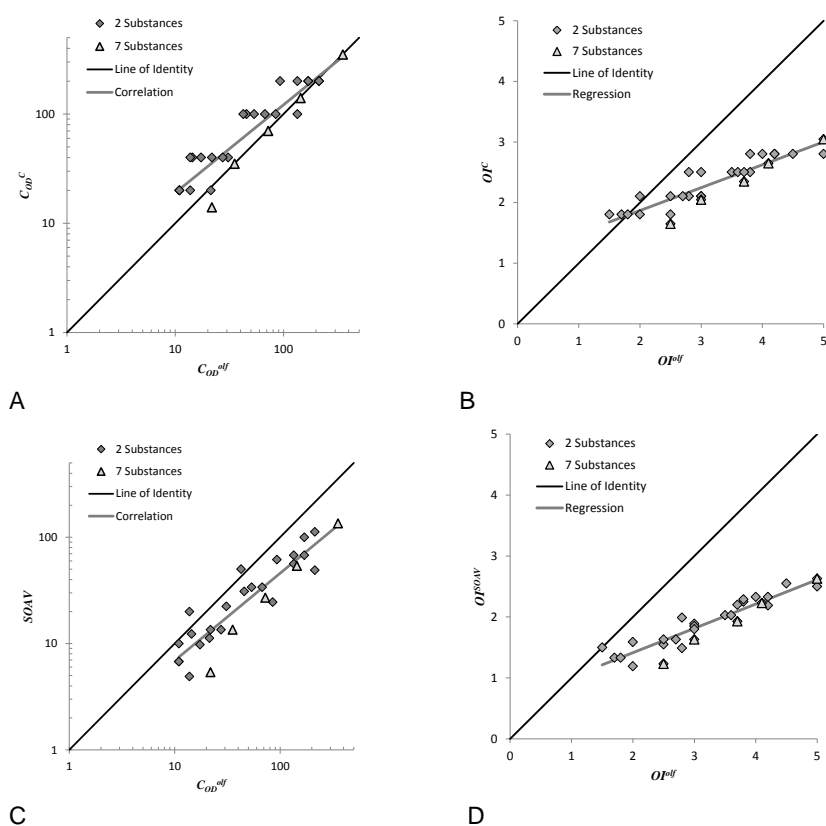 2 Substances
7 Substances
Line of Identity
Correlation
100
10
1
1
10
100
C_OD^C
C_OD^olf
A
2 Substances
7 Substances
Line of Identity
Regression
5
4
3
2
1
0
0
1
2
3
4
5
OI^C
OI^olf
B
2 Substances
7 Substances
Line of Identity
Correlation
100
10
1
1
10
100
SOAV
C_OD^olf
C
2 Substances
7 Substances
Line of Identity
Regression
5
4
3
2
1
0
0
1
2
3
4
5
OI^SOAV
OI^olf
D